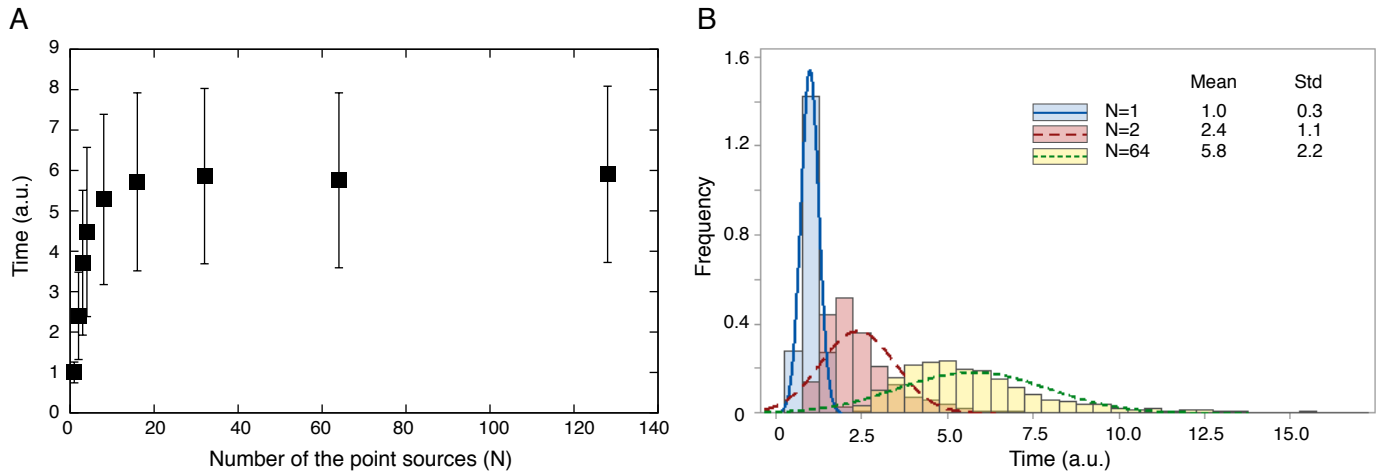 A
9
8
7
6
5
4
3
2
1
0
Time (a.u.)
0 20 40 60 80 100 120 140
Number of the point sources (N)
B
1.6
1.2
0.8
0.4
0
Frequency
Mean Std
N=1 1.0 0.3
N=2 2.4 1.1
N=64 5.8 2.2
0 2.5 5.0 7.5 10.0 12.5 15.0
Time (a.u.)